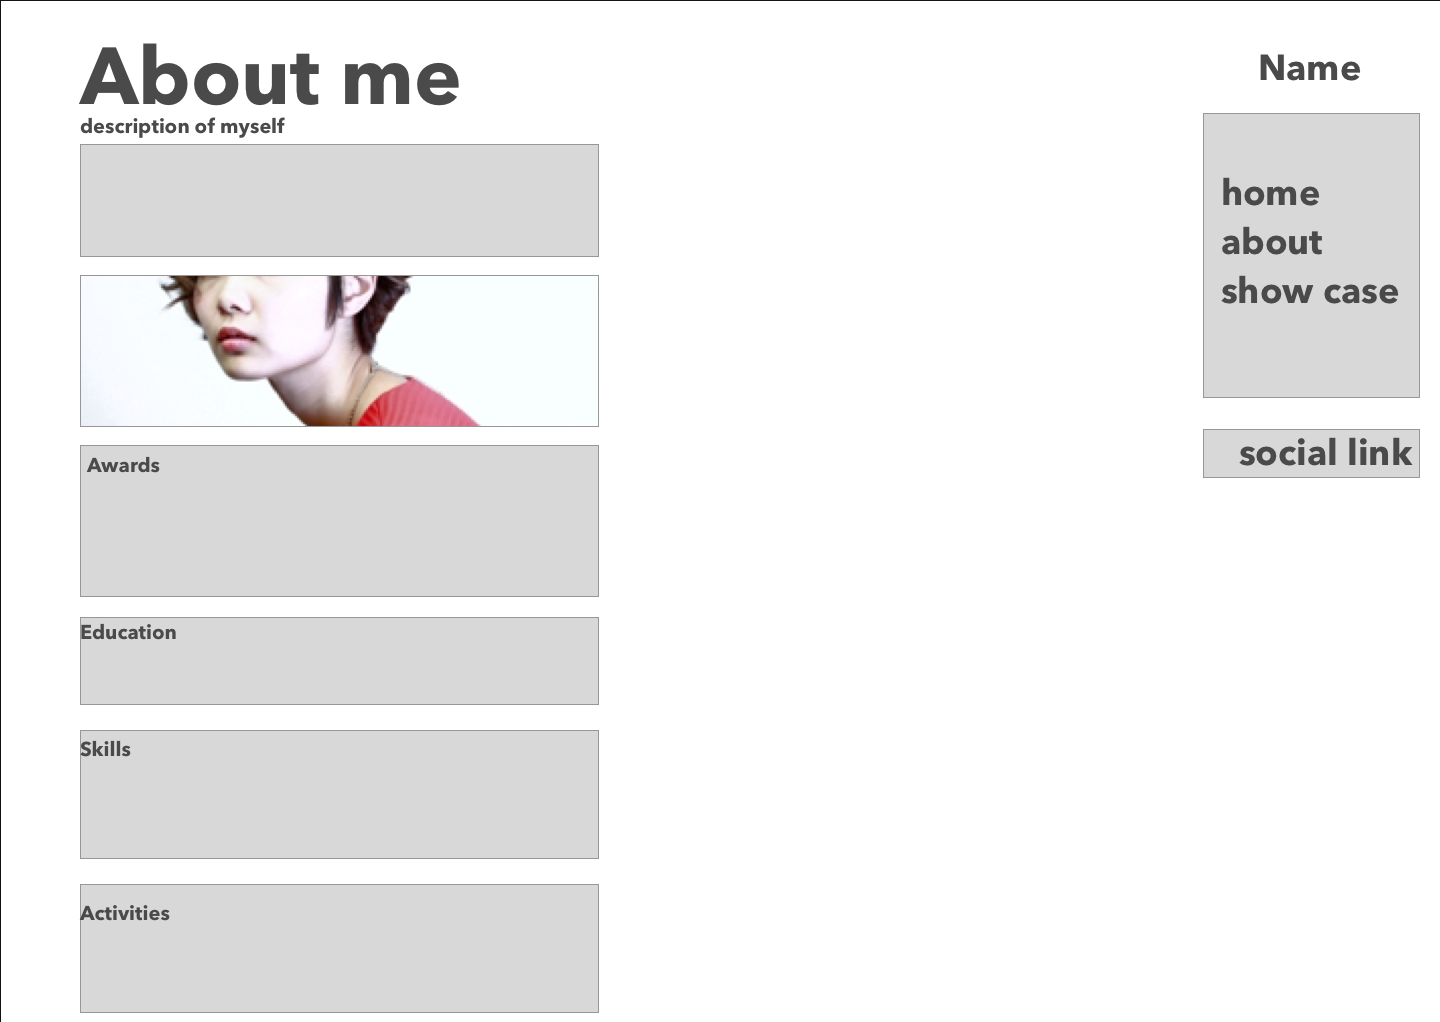 About me
description of myself
Awards
Education
Skills
Activities
Name
home
about
show case
social link